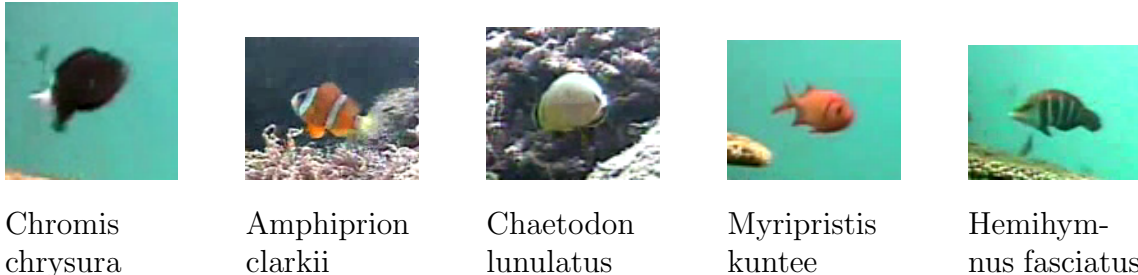 Chromis
chrysura
Amphiprion
clarkii
Chaetodon
lunulatus
Myripristis
kuntee
Hemihym-
nus fasciatus